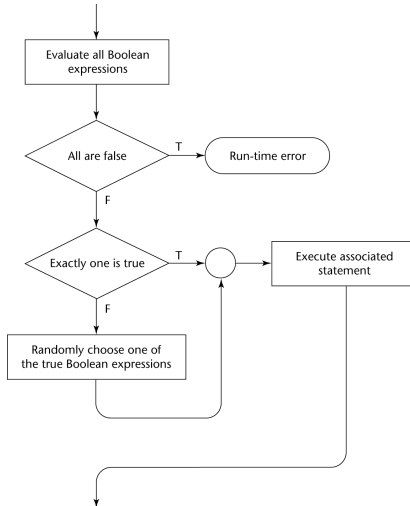 Evaluate all Boolean
expressions
All are false
T
Run-time error
F
Exactly one is true
T
Execute associated
statement
F
Randomly choose one of
the true Boolean expressions